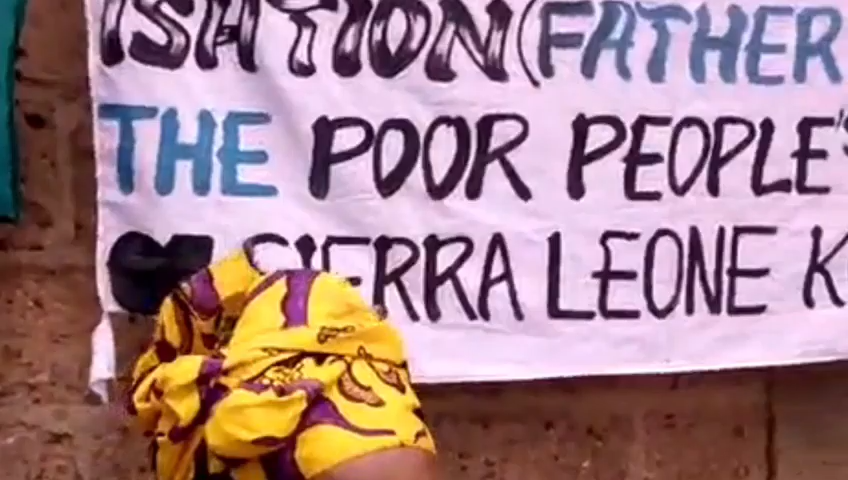 ISHTION (FATHER
THE POOR PEOPLE'S
SIERRA LEONE K